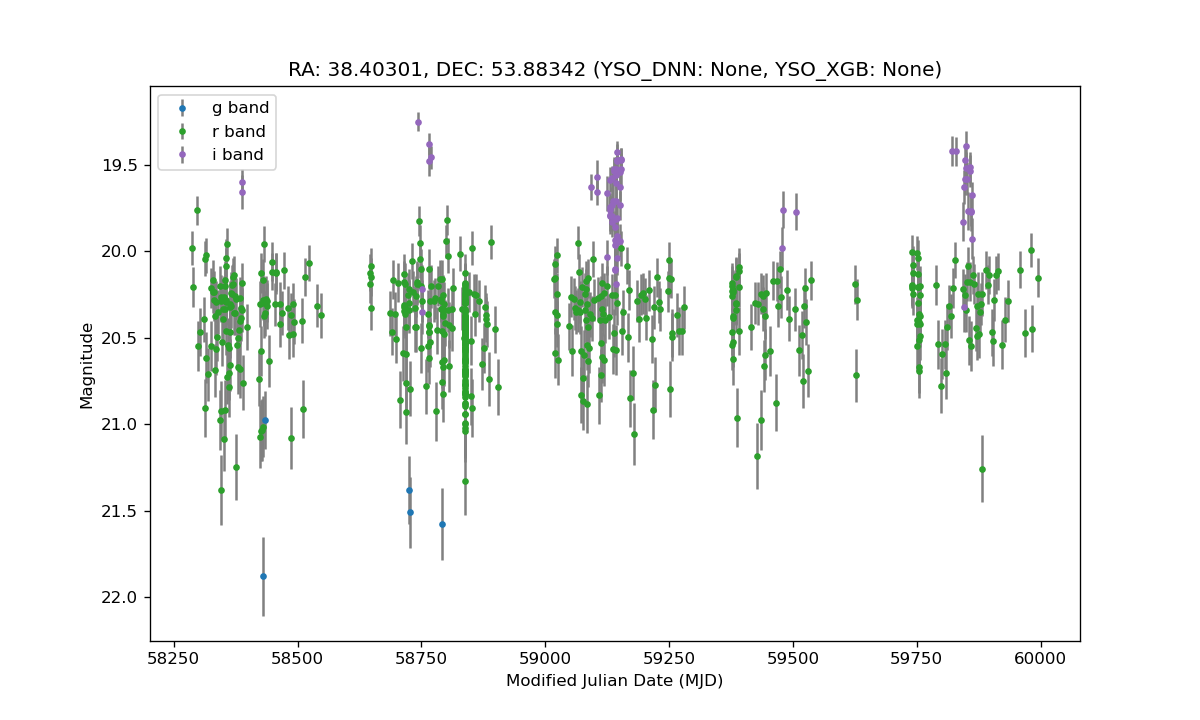 RA: 38.40301, DEC: 53.88342 (YSO_DNN: None, YSO_XGB: None)
g band
r band
i band
19.5
20.0
20.5
21.0
21.5
22.0
Magnitude
58250 58500 58750 59000 59250 59500 59750 60000
Modified Julian Date (MJD)